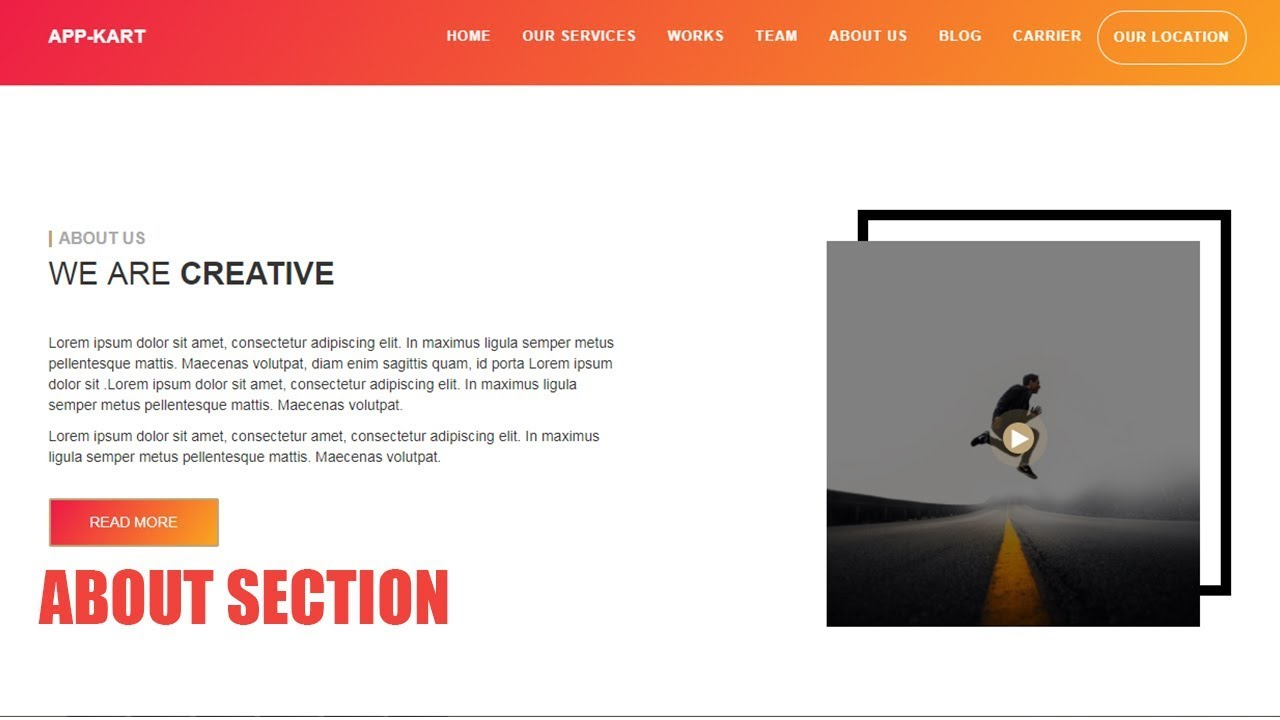 APP-KART
HOME OUR SERVICES WORKS TEAM ABOUT US BLOG CARRIER OUR LOCATION
ABOUT US
WE ARE CREATIVE
Lorem ipsum dolor sit amet, consectetur adipiscing elit. In maximus ligula semper metus
pellentesque mattis. Maecenas volutpat, diam enim sagittis quam, id porta Lorem ipsum
dolor sit .Lorem ipsum dolor sit amet, consectetur adipiscing elit. In maximus ligula
semper metus pellentesque mattis. Maecenas volutpat.
Lorem ipsum dolor sit amet, consectetur amet, consectetur adipiscing elit. In maximus
ligula semper metus pellentesque mattis. Maecenas volutpat.
READ MORE
ABOUT SECTION